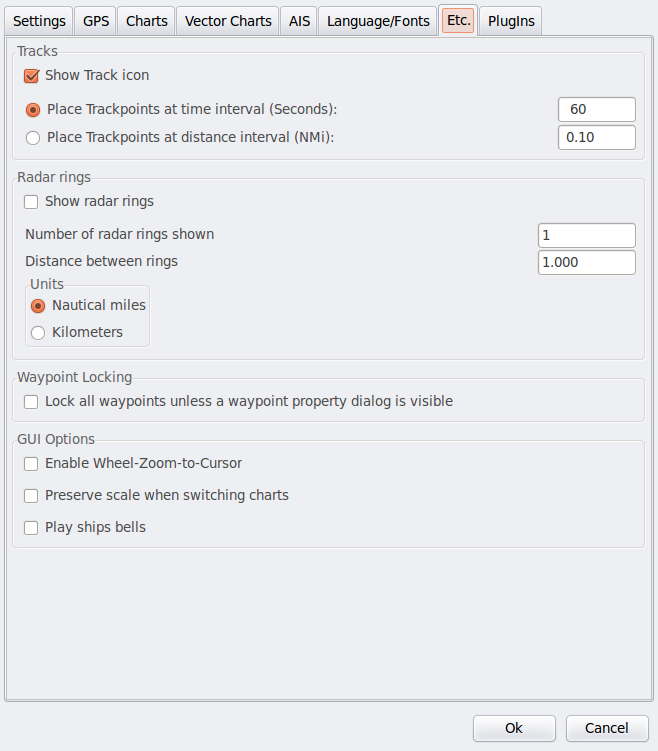 Settings GPS Charts Vector Charts AIS Language/Fonts Etc. PlugIns
Tracks
Show Track icon
Place Trackpoints at time interval (Seconds): 60
Place Trackpoints at distance interval (NMi): 0.10
Radar rings
Show radar rings
Number of radar rings shown 1
Distance between rings 1.000
Units
Nautical miles
Kilometers
Waypoint Locking
Lock all waypoints unless a waypoint property dialog is visible
GUI Options
Enable Wheel-Zoom-to-Cursor
Preserve scale when switching charts
Play ships bells
Ok Cancel